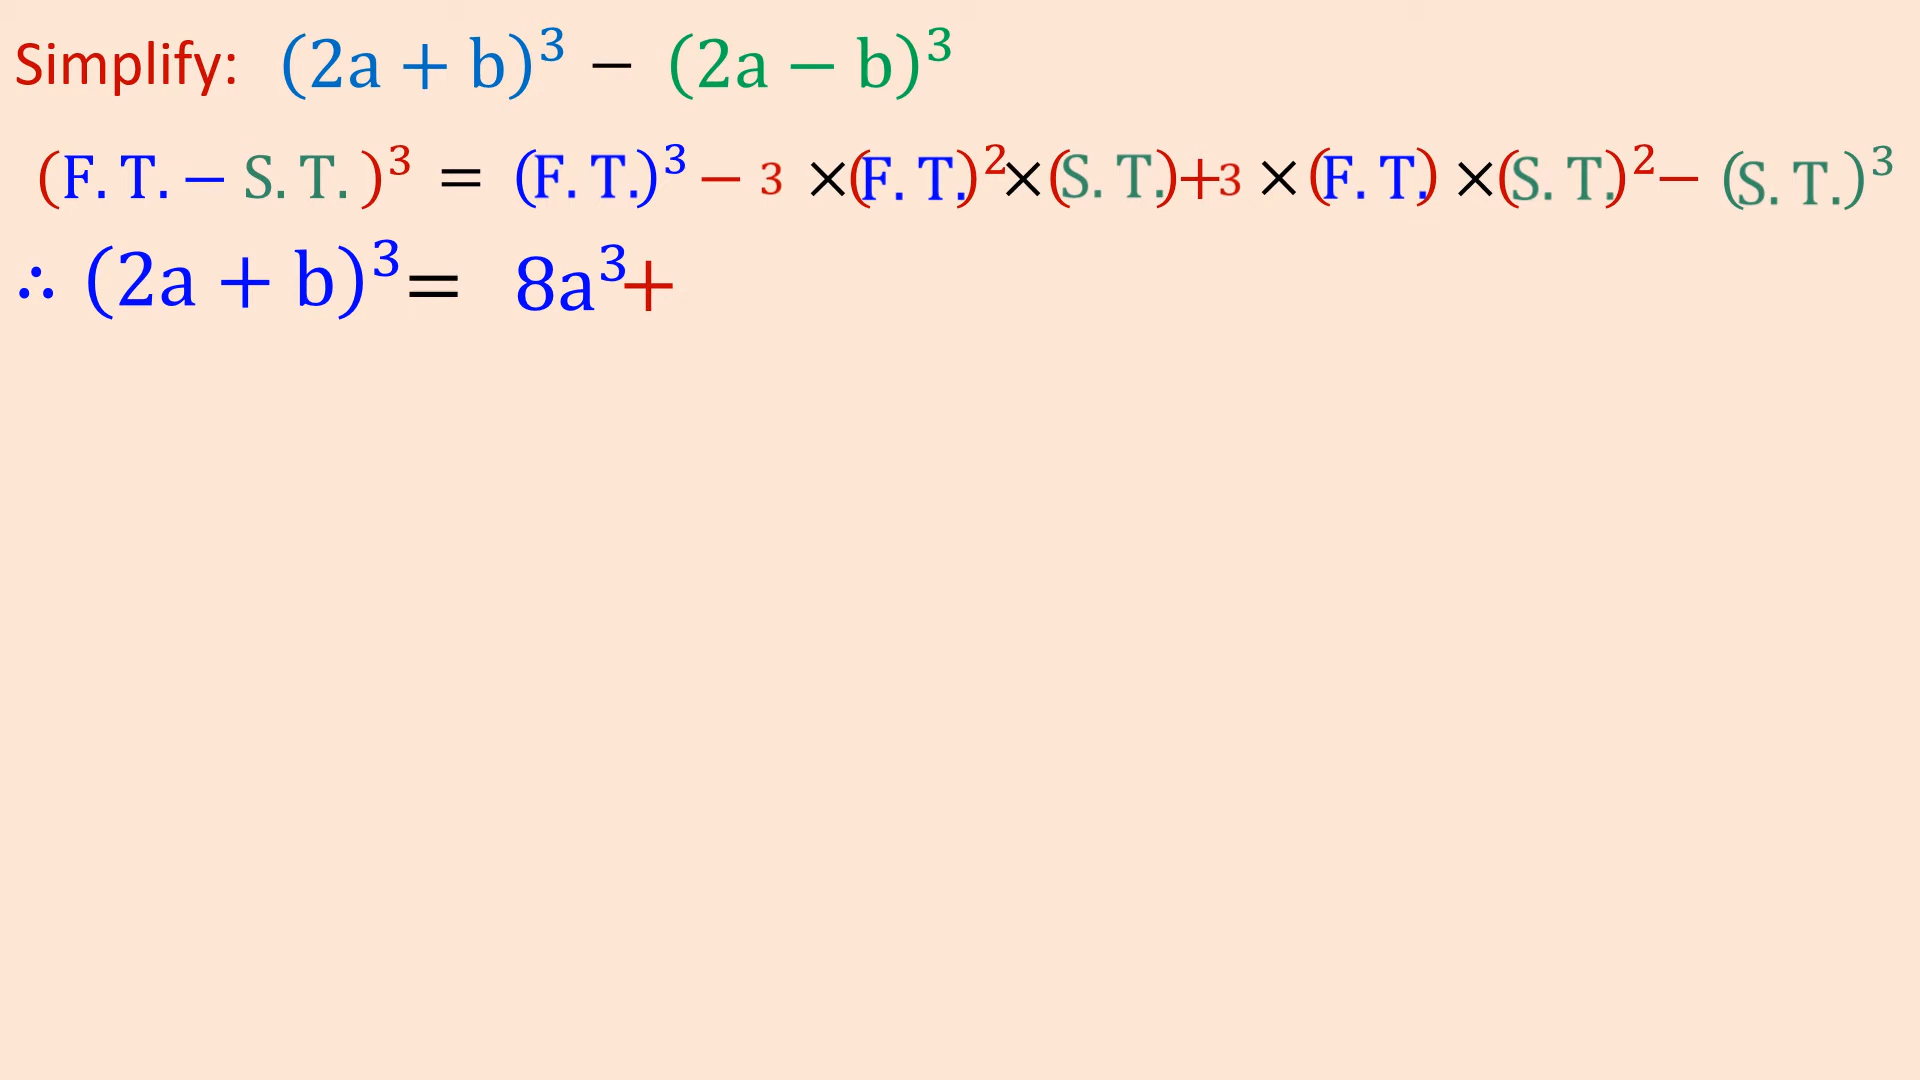 Simplify: (2a + b)³ − (2a − b)³
(F. T. − S. T. )³ = (F. T.)³ − 3 ×(F. T.)²×(S. T.)+3 ×(F. T.) ×(S. T.)²− (S. T.)³
∴ (2a + b)³= 8a³+